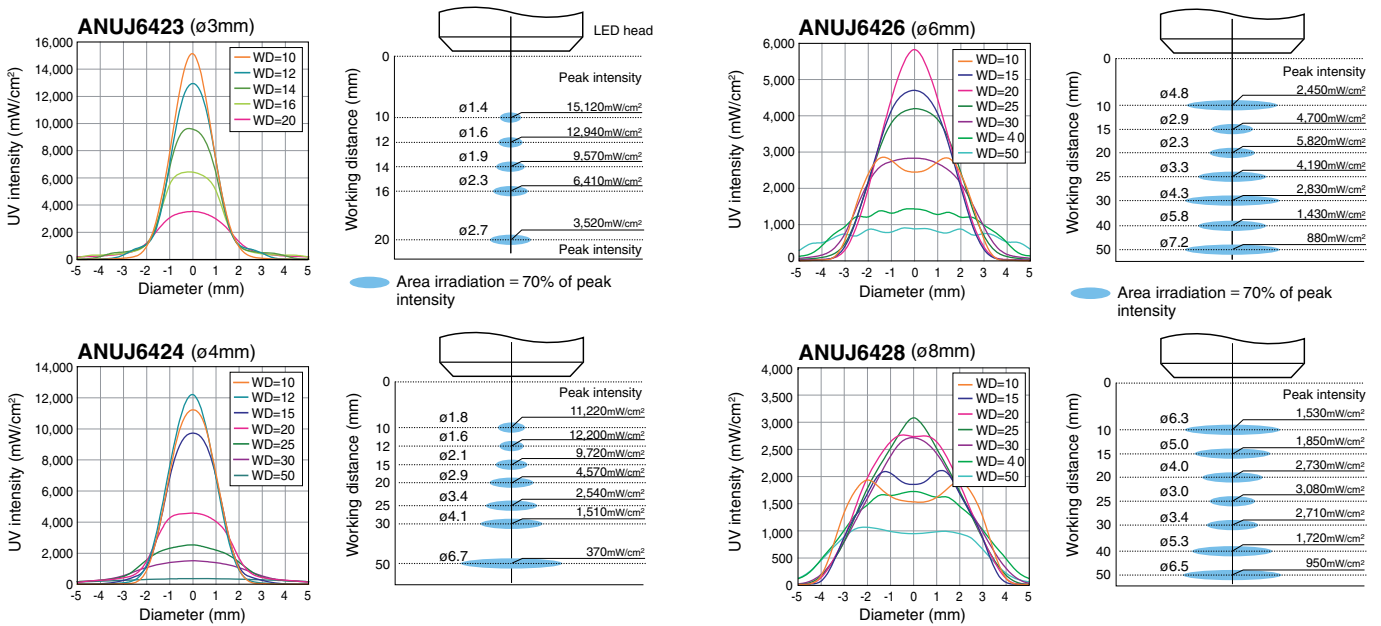 ANUJ6423 (ø3mm)
UV intensity (mW/cm²)
16,000
14,000
12,000
10,000
8,000
6,000
4,000
2,000
0
-5 -4 -3 -2 -1 0 1 2 3 4 5
Diameter (mm)
WD=10
WD=12
WD=14
WD=16
WD=20
LED head
Working distance (mm)
0
Peak intensity
ø1.4 15,120mW/cm²
10
ø1.6 12,940mW/cm²
12
ø1.9 9,570mW/cm²
14
ø2.3 6,410mW/cm²
16
ø2.7 3,520mW/cm²
20
Peak intensity
Area irradiation = 70% of peak
intensity
ANUJ6426 (ø6mm)
UV intensity (mW/cm²)
6,000
5,000
4,000
3,000
2,000
1,000
0
-5 -4 -3 -2 -1 0 1 2 3 4 5
Diameter (mm)
WD=10
WD=15
WD=20
WD=25
WD=30
WD=40
WD=50
Working distance (mm)
0
Peak intensity
ø4.8 2,450mW/cm²
10
ø2.9 4,700mW/cm²
15
ø2.3 5,820mW/cm²
20
ø3.3 4,190mW/cm²
25
ø4.3 2,830mW/cm²
30
ø5.8 1,430mW/cm²
40
ø7.2 880mW/cm²
50
Area irradiation = 70% of peak
intensity
ANUJ6424 (ø4mm)
UV intensity (mW/cm²)
14,000
12,000
10,000
8,000
6,000
4,000
2,000
0
-5 -4 -3 -2 -1 0 1 2 3 4 5
Diameter (mm)
WD=10
WD=12
WD=15
WD=20
WD=25
WD=30
WD=50
Working distance (mm)
0
Peak intensity
ø1.8 11,220mW/cm²
10
ø1.6 12,200mW/cm²
12
ø2.1 9,720mW/cm²
15
ø2.9 4,570mW/cm²
20
ø3.4 2,540mW/cm²
25
ø4.1 1,510mW/cm²
30
ø6.7 370mW/cm²
50
ANUJ6428 (ø8mm)
UV intensity (mW/cm²)
4,000
3,500
3,000
2,500
2,000
1,500
1,000
500
0
-5 -4 -3 -2 -1 0 1 2 3 4 5
Diameter (mm)
WD=10
WD=15
WD=20
WD=25
WD=30
WD=40
WD=50
Working distance (mm)
0
Peak intensity
ø6.3 1,530mW/cm²
10
ø5.0 1,850mW/cm²
15
ø4.0 2,730mW/cm²
20
ø3.0 3,080mW/cm²
25
ø3.4 2,710mW/cm²
30
ø5.3 1,720mW/cm²
40
ø6.5 950mW/cm²
50